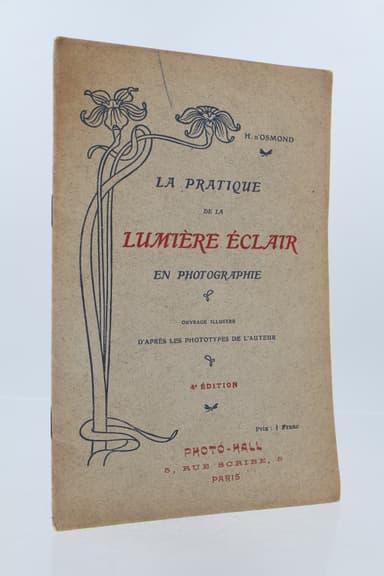 H. D'OSMOND
LA PRATIQUE
DE LA
LUMIÈRE ÉCLAIR
EN PHOTOGRAPHIE
OUVRAGE ILLUSTRÉ
D'APRÈS LES PHOTOTYPES DE L'AUTEUR
4e ÉDITION
Prix : 1 Franc
PHOTO-HALL
5, RUE SCRIBE, 5
PARIS